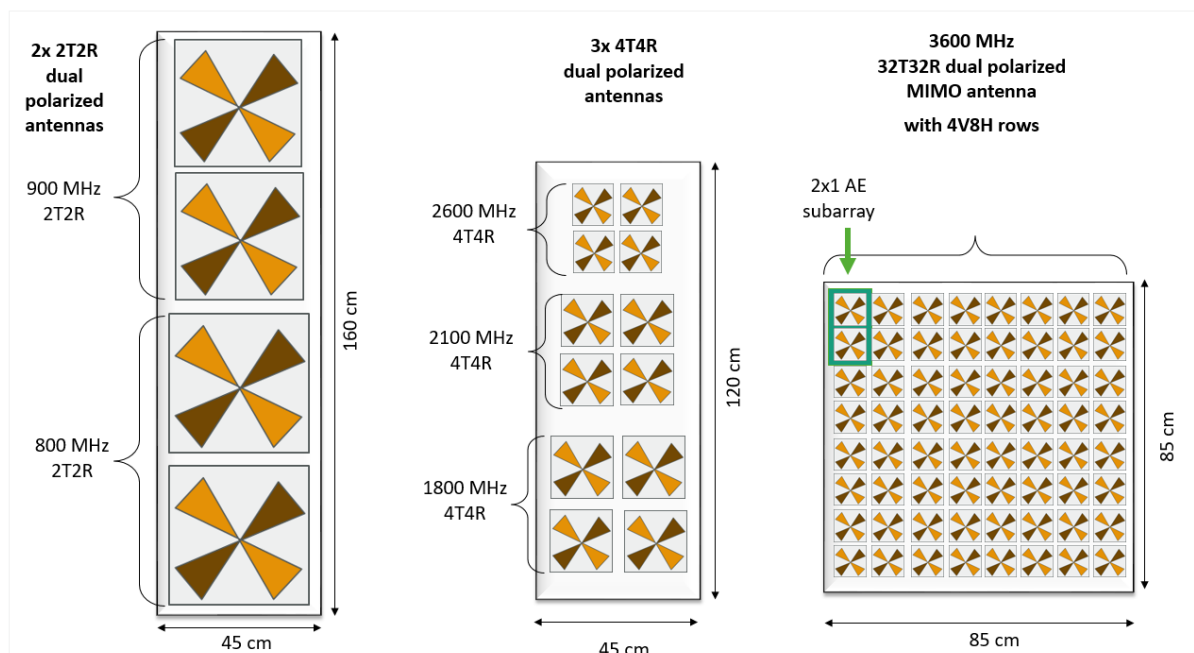 2x 2T2R
dual
polarized
antennas
900 MHz
2T2R
800 MHz
2T2R
160 cm
45 cm
3x 4T4R
dual polarized
antennas
2600 MHz
4T4R
2100 MHz
4T4R
1800 MHz
4T4R
120 cm
45 cm
3600 MHz
32T32R dual polarized
MIMO antenna
with 4V8H rows
2x1 AE
subarray
85 cm
85 cm